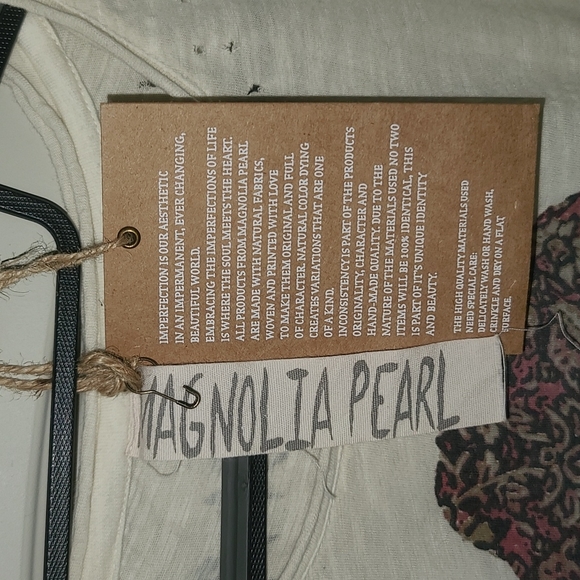 IMPERFECTION IS OUR AESTHETIC
IN AN IMPERMANENT, EVER CHANGING,
BEAUTIFUL WORLD.
EMBRACING THE IMPERFECTIONS OF LIFE
IS WHERE THE SOUL MEETS THE HEART.
ALL PRODUCTS FROM MAGNOLIA PEARL
ARE MADE WITH NATURAL FABRICS,
WOVEN AND PRINTED WITH LOVE
TO MAKE THEM ORIGINAL AND FULL
OF CHARACTER. NATURAL COLOR DYING
CREATES VARIATIONS THAT ARE ONE
OF A KIND.
INCONSISTENCY IS PART OF THE PRODUCTS
ORIGINALITY, CHARACTER AND
HAND-MADE QUALITY. DUE TO THE
NATURE OF THE MATERIALS USED NO TWO
ITEMS WILL BE 100% IDENTICAL, THIS
IS PART OF IT'S UNIQUE IDENTITY
AND BEAUTY.
THE HIGH QUALITY MATERIALS USED
NEED SPECIAL CARE:
DELICATELY WASH OR HAND WASH,
CRINKLE AND DRY ON A FLAT
SURFACE.
MAGNOLIA PEARL